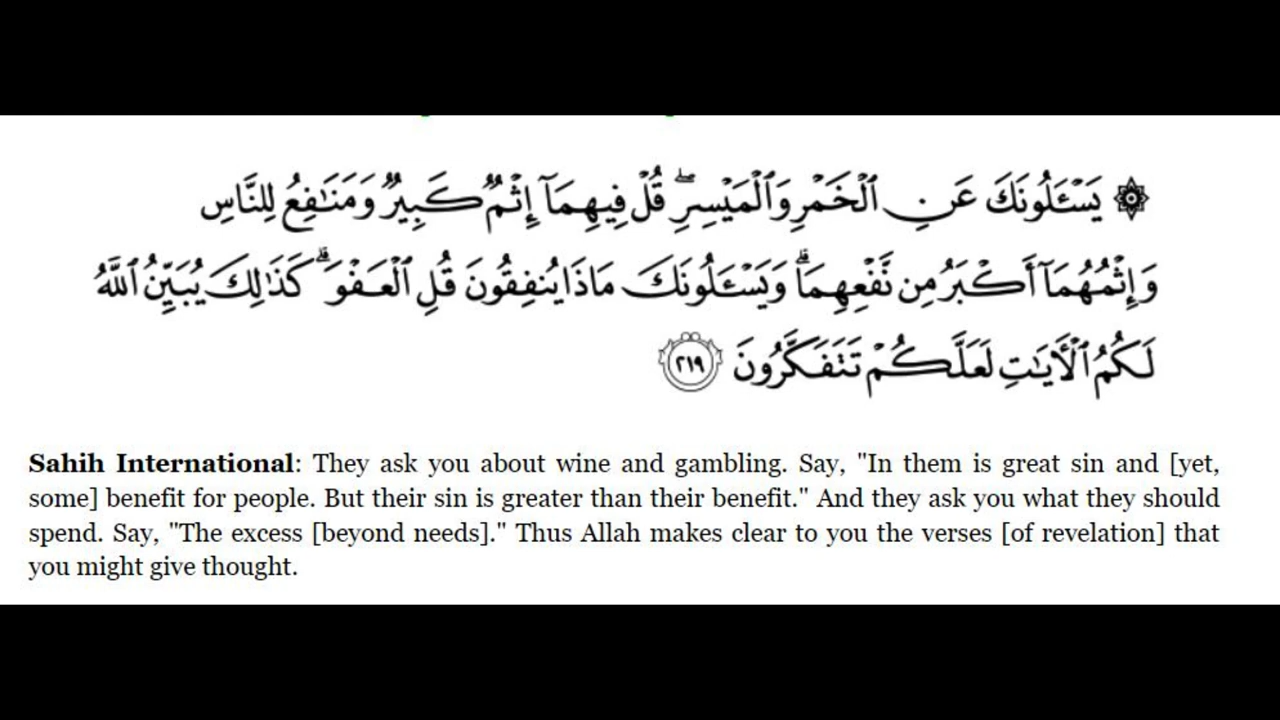 ۞ يَسْـَٔلُونَكَ عَنِ ٱلْخَمْرِ وَٱلْمَيْسِرِ ۖ قُلْ فِيهِمَآ إِثْمٌ كَبِيرٌ وَمَنَـٰفِعُ لِلنَّاسِ
وَإِثْمُهُمَآ أَكْبَرُ مِن نَّفْعِهِمَا ۗ وَيَسْـَٔلُونَكَ مَاذَا يُنفِقُونَ قُلِ ٱلْعَفْوَ ۗ كَذَٰلِكَ يُبَيِّنُ ٱللَّهُ
لَكُمُ ٱلْـَٔايَـٰتِ لَعَلَّكُمْ تَتَفَكَّرُونَ ٢١٩
Sahih International: They ask you about wine and gambling. Say, "In them is great sin and [yet,
some] benefit for people. But their sin is greater than their benefit." And they ask you what they should
spend. Say, "The excess [beyond needs]." Thus Allah makes clear to you the verses [of revelation] that
you might give thought.